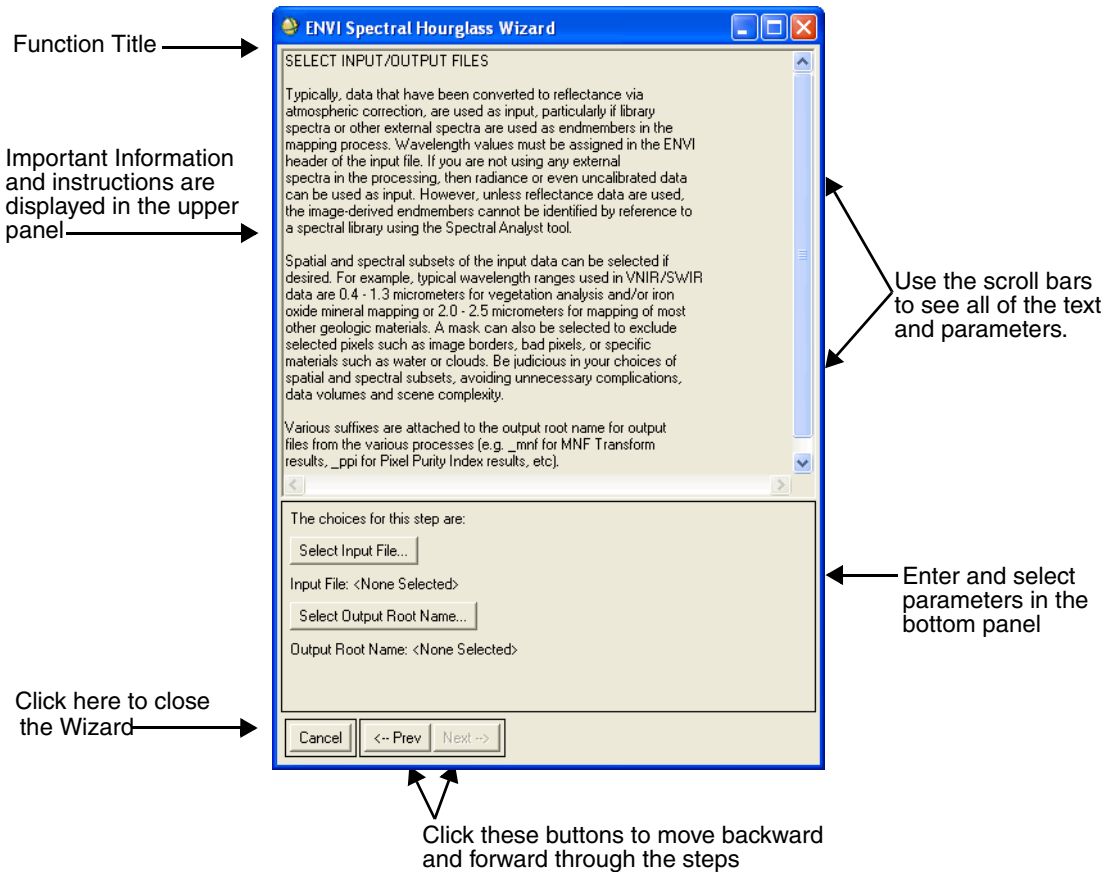 Function Title
ENVI Spectral Hourglass Wizard
SELECT INPUT/OUTPUT FILES
Typically, data that have been converted to reflectance via
atmospheric correction, are used as input, particularly if library
spectra or other external spectra are used as endmembers in the
mapping process. Wavelength values must be assigned in the ENVI
header of the input file. If you are not using any external
spectra in the processing, then radiance or even uncalibrated data
can be used as input. However, unless reflectance data are used,
the image-derived endmembers cannot be identified by reference to
a spectral library using the Spectral Analyst tool.
Spatial and spectral subsets of the input data can be selected if
desired. For example, typical wavelength ranges used in VNIR/SWIR
data are 0.4 - 1.3 micrometers for vegetation analysis and/or iron
oxide mineral mapping or 2.0 - 2.5 micrometers for mapping of most
other geologic materials. A mask can also be selected to exclude
selected pixels such as image borders, bad pixels, or specific
materials such as water or clouds. Be judicious in your choices of
spatial and spectral subsets, avoiding unnecessary complications,
data volumes and scene complexity.
Various suffixes are attached to the output root name for output
files from the various processes (e.g. _mnf for MNF Transform
results, _ppi for Pixel Purity Index results, etc).
Important Information
and instructions are
displayed in the upper
panel
Use the scroll bars
to see all of the text
and parameters.
The choices for this step are:
Select Input File...
Input File: <None Selected>
Select Output Root Name...
Output Root Name: <None Selected>
Enter and select
parameters in the
bottom panel
Click here to close
the Wizard
Cancel
<-- Prev
Next -->
Click these buttons to move backward
and forward through the steps